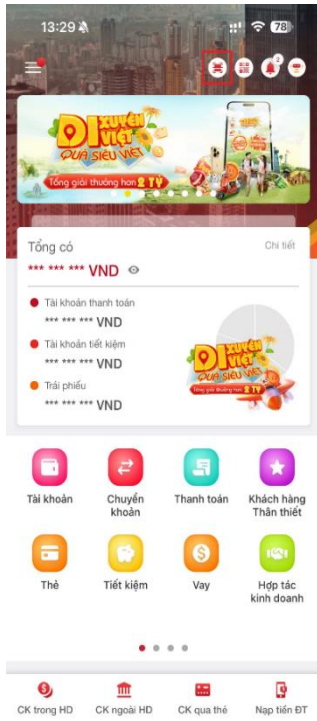 13:29
78
2
ĐI XUYÊN
VIỆT
QUÀ SIÊU VIỆT
Tổng giải thưởng hơn 2 TỶ
Tổng có
Chi tiết
*** *** *** VND
Tài khoản thanh toán
*** *** *** VND
Tài khoản tiết kiệm
*** *** *** VND
Trái phiếu
*** *** *** VND
ĐI XUYÊN
VIỆT
QUÀ SIÊU VIỆT
Tổng giải thưởng hơn 2 TỶ
Tài khoản
Chuyển khoản
Thanh toán
Khách hàng Thân thiết
Thẻ
Tiết kiệm
Vay
Hợp tác kinh doanh
CK trong HD
CK ngoài HD
CK qua thẻ
Nạp tiền ĐT